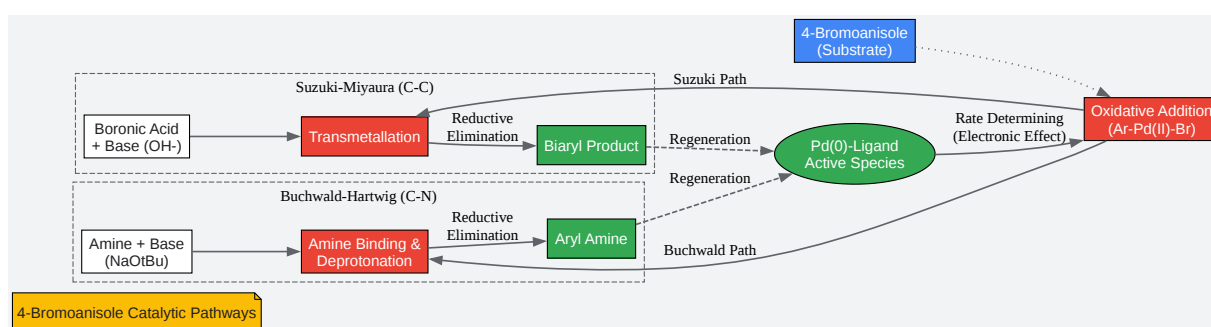 4-Bromoanisole
(Substrate)
Suzuki Path
Suzuki-Miyaura (C-C)
Boronic Acid
+ Base (OH-)
Transmetallation
Reductive
Elimination
Biaryl Product
Regeneration
Pd(0)-Ligand
Active Species
Rate Determining
(Electronic Effect)
Oxidative Addition
(Ar-Pd(II)-Br)
Regeneration
Buchwald-Hartwig (C-N)
Amine + Base
(NaOtBu)
Amine Binding &
Deprotonation
Reductive
Elimination
Aryl Amine
Buchwald Path
4-Bromoanisole Catalytic Pathways